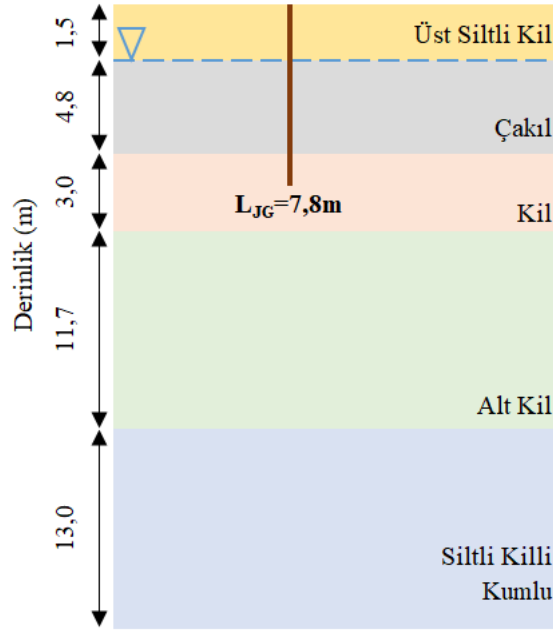 Derinlik (m)
1,5
4,8
3,0
11,7
13,0
Üst Siltli Kil
Çakıl
L_JG=7,8m
Kil
Alt Kil
Siltli Killi
Kumlu